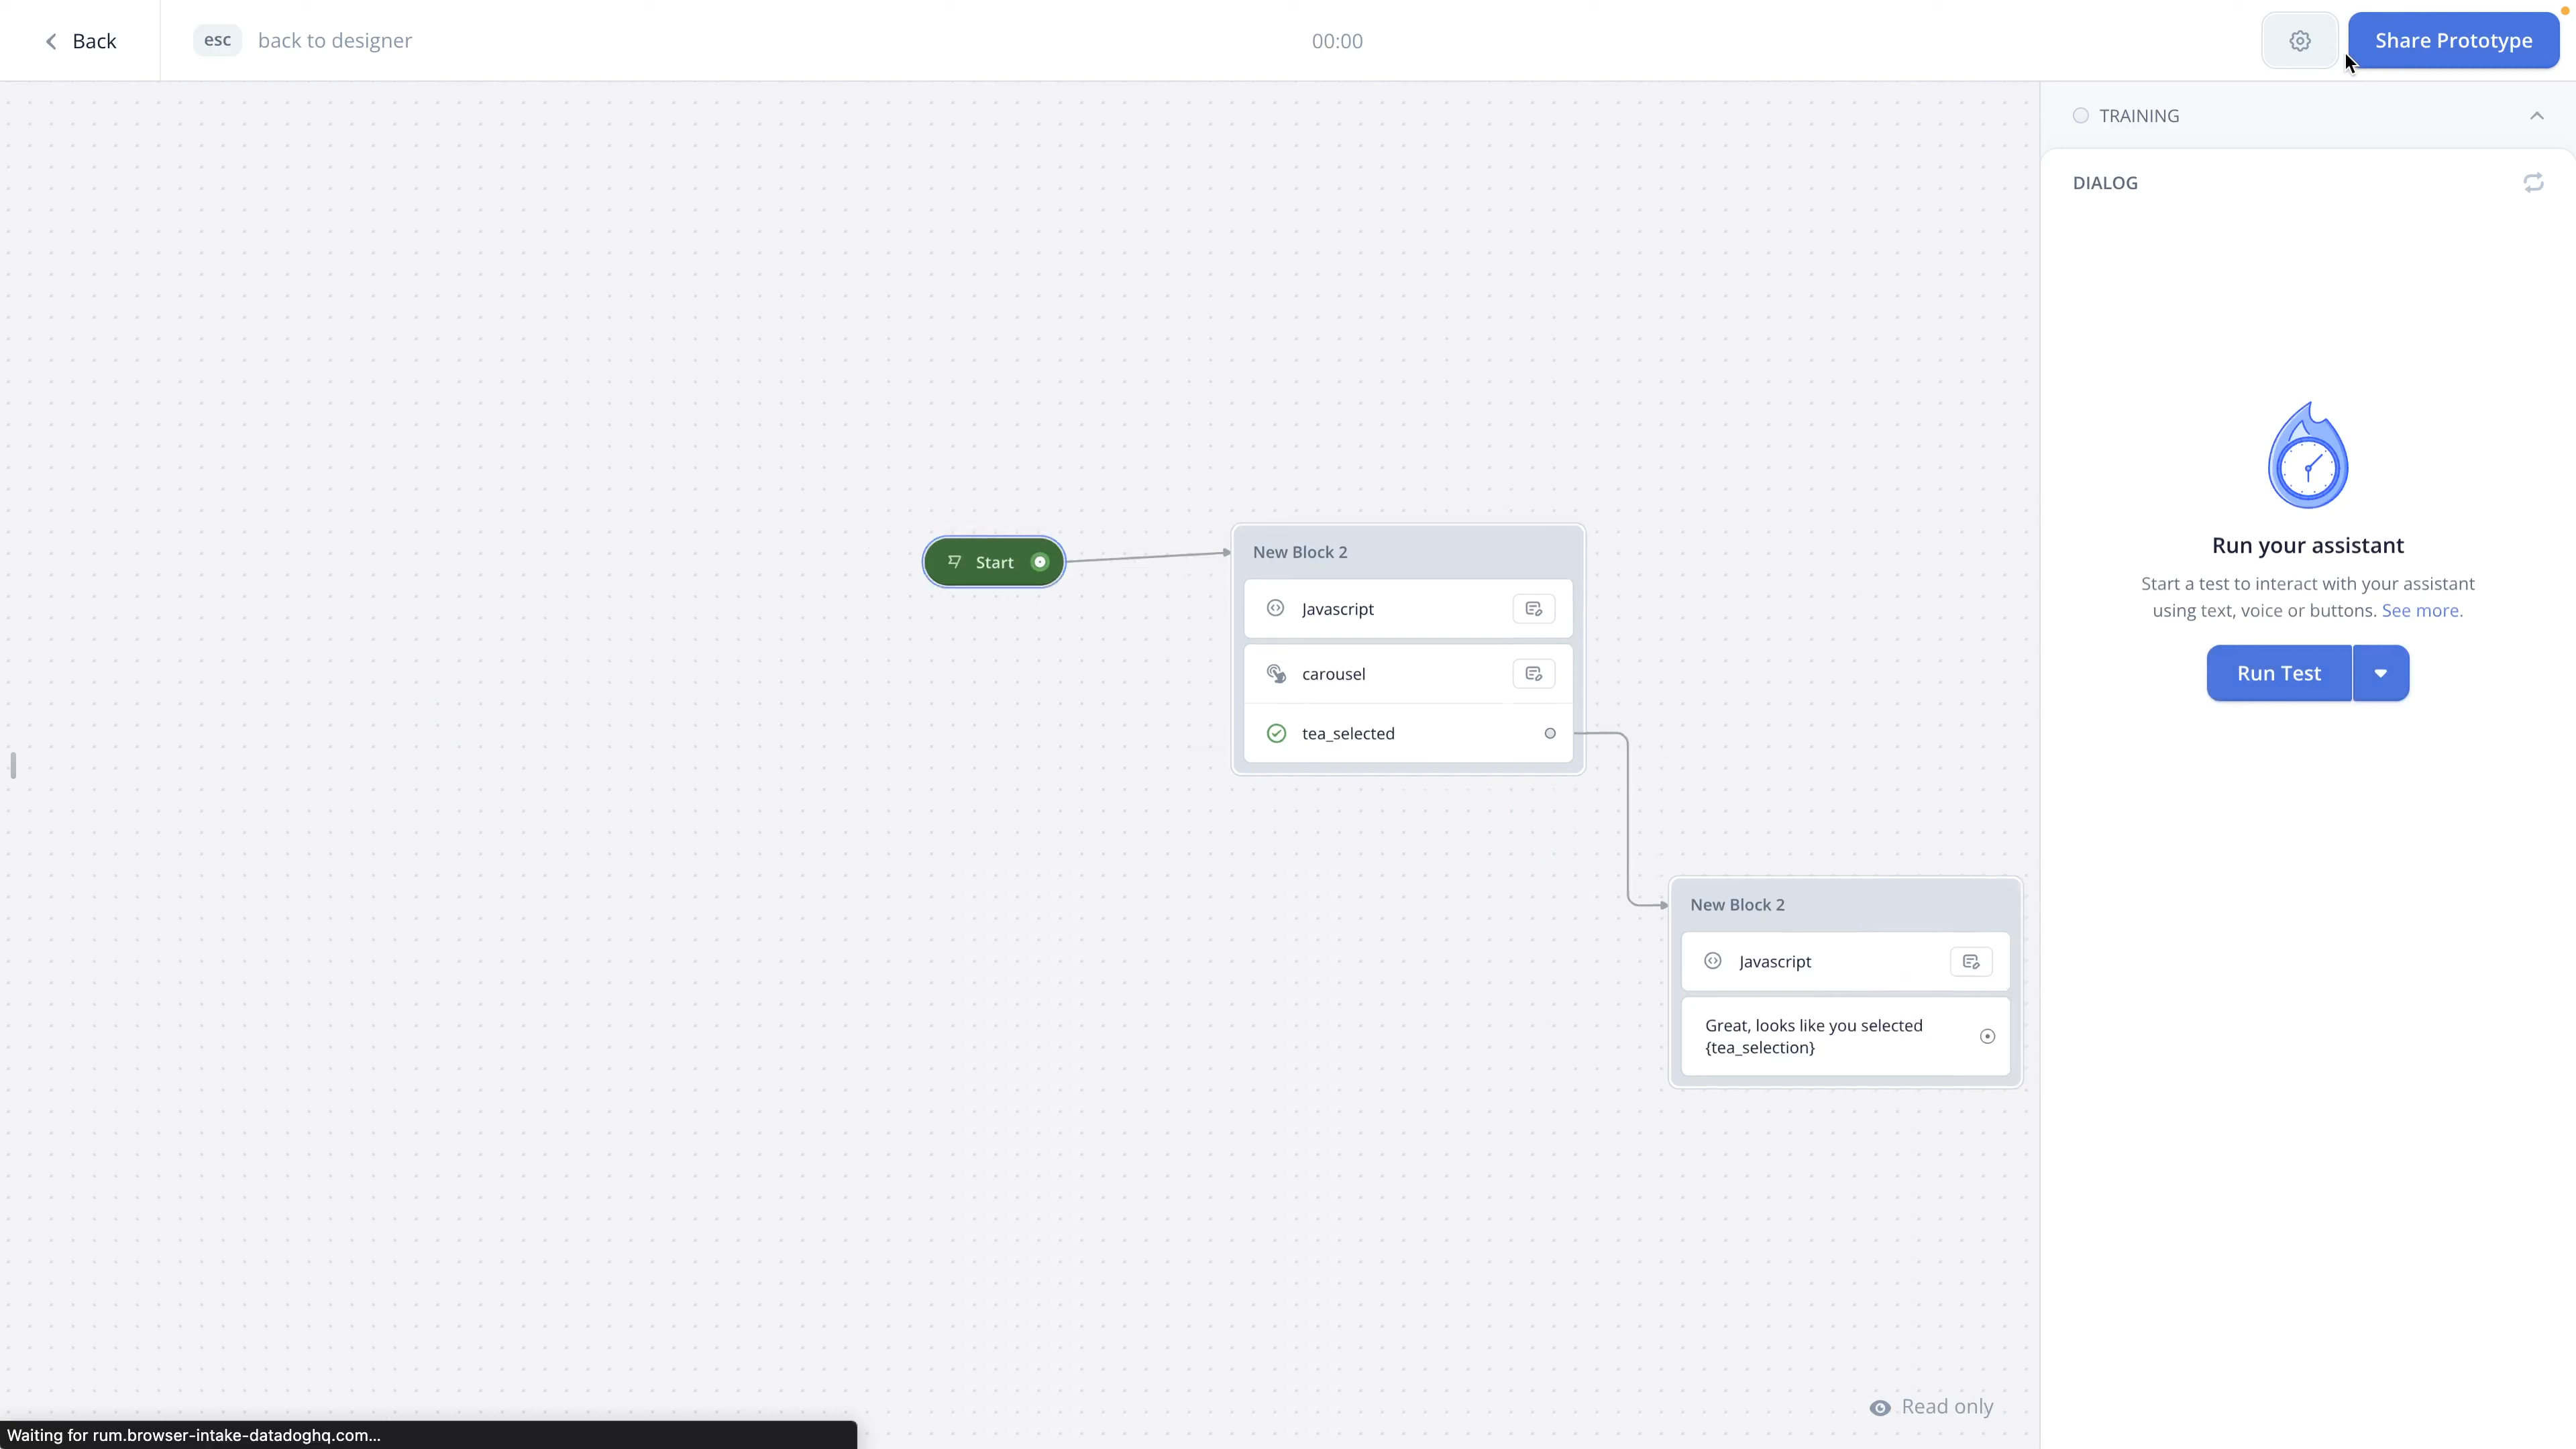 Back
esc back to designer
00:00
Share Prototype
TRAINING
DIALOG
Start
New Block 2
Javascript
carousel
tea_selected
Run your assistant
Start a test to interact with your assistant
using text, voice or buttons. See more.
Run Test
New Block 2
Javascript
Great, looks like you selected
{tea_selection}
Read only
Waiting for rum.browser-intake-datadoghq.com...